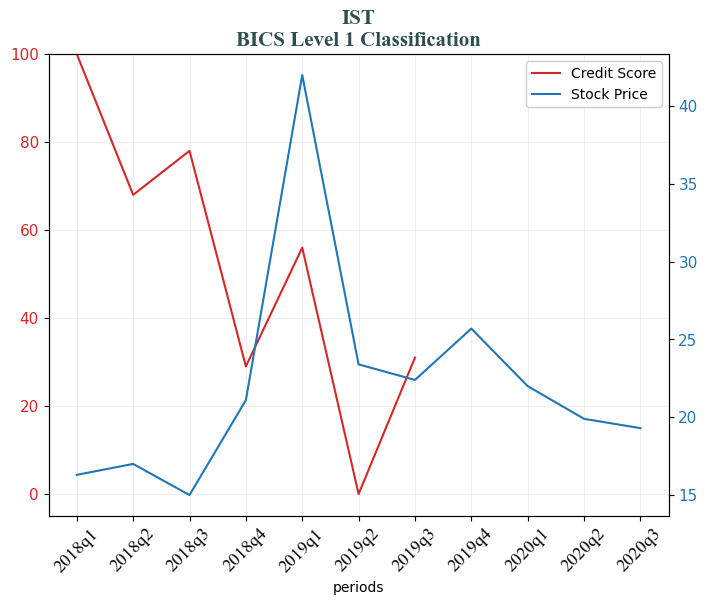 IST
BICS Level 1 Classification
Credit Score
Stock Price
100
80
60
40
20
0
40
35
30
25
20
15
2018q1
2018q2
2018q3
2018q4
2019q1
2019q2
2019q3
2019q4
2020q1
2020q2
2020q3
periods